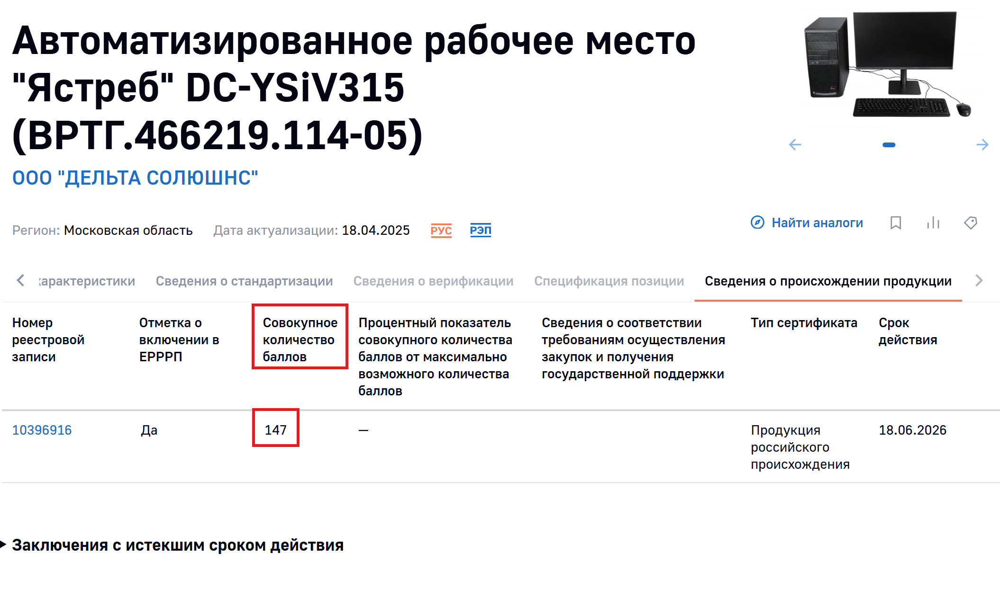 Автоматизированное рабочее место
"Ястреб" DC-YSiV315
(ВРТГ.466219.114-05)
ООО "ДЕЛЬТА СОЛЮШНС"
Регион: Московская область Дата актуализации: 18.04.2025 РУС РЭП
Найти аналоги
характеристики Сведения о стандартизации Сведения о верификации Спецификация позиции Сведения о происхождении продукции
Номер
реестровой
записи
Отметка о
включении в
ЕРРРП
Совокупное
количество
баллов
Процентный показатель
совокупного количества
баллов от максимально
возможного количества
баллов
Сведения о соответствии
требованиям осуществления
закупок и получения
государственной поддержки
Тип сертификата
Срок
действия
10396916
Да
147
—
Продукция
российского
происхождения
18.06.2026
Заключения с истекшим сроком действия